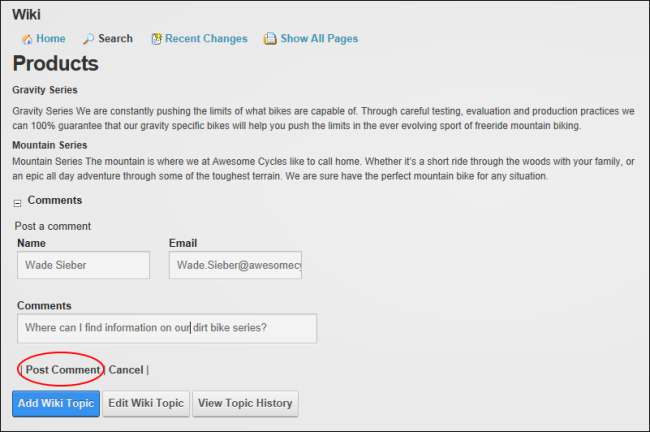 Wiki
Home Search Recent Changes Show All Pages
Products
Gravity Series
Gravity Series We are constantly pushing the limits of what bikes are capable of. Through careful testing, evaluation and production practices we
can 100% guarantee that our gravity specific bikes will help you push the limits in the ever evolving sport of freeride mountain biking.
Mountain Series
Mountain Series The mountain is where we at Awesome Cycles like to call home. Whether it's a short ride through the woods with your family, or
an epic all day adventure through some of the toughest terrain. We are sure have the perfect mountain bike for any situation.
Comments
Post a comment
Name Email
Wade Sieber Wade.Sieber@awesomecy
Comments
Where can I find information on our dirt bike series?
| Post Comment | Cancel |
Add Wiki Topic Edit Wiki Topic View Topic History